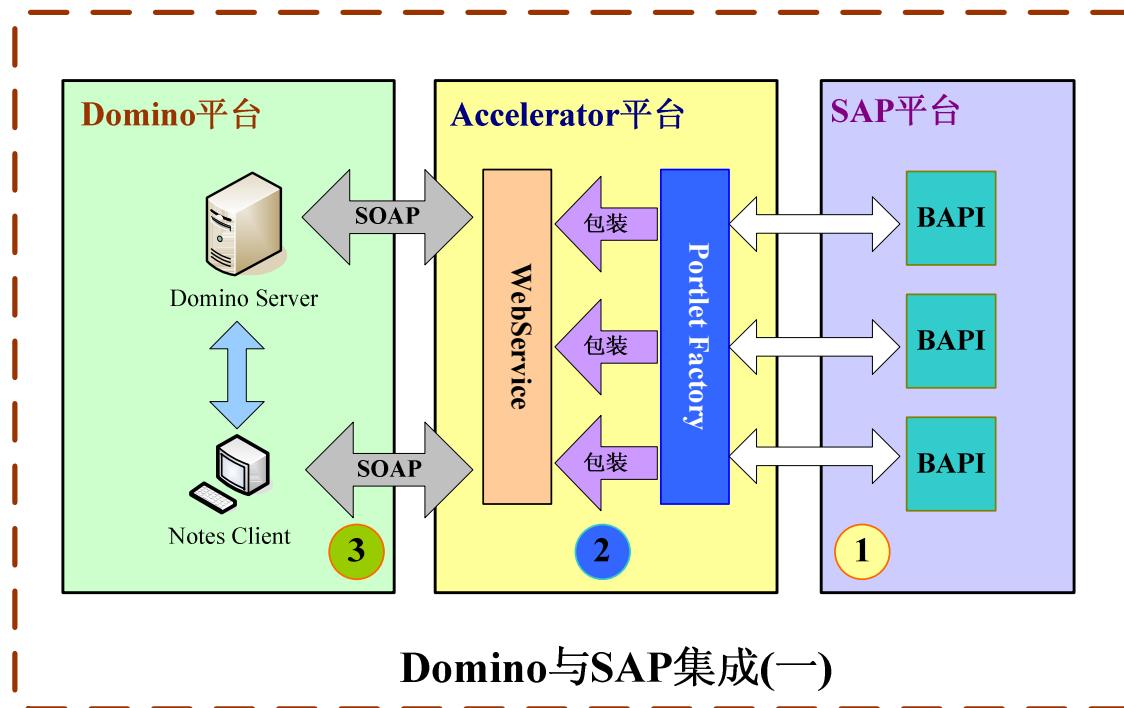 Domino平台
SOAP
Domino Server
SOAP
Notes Client
3
Accelerator平台
WebService
包装
包装
包装
Portlet Factory
2
SAP平台
BAPI
BAPI
BAPI
1
Domino与SAP集成(一)